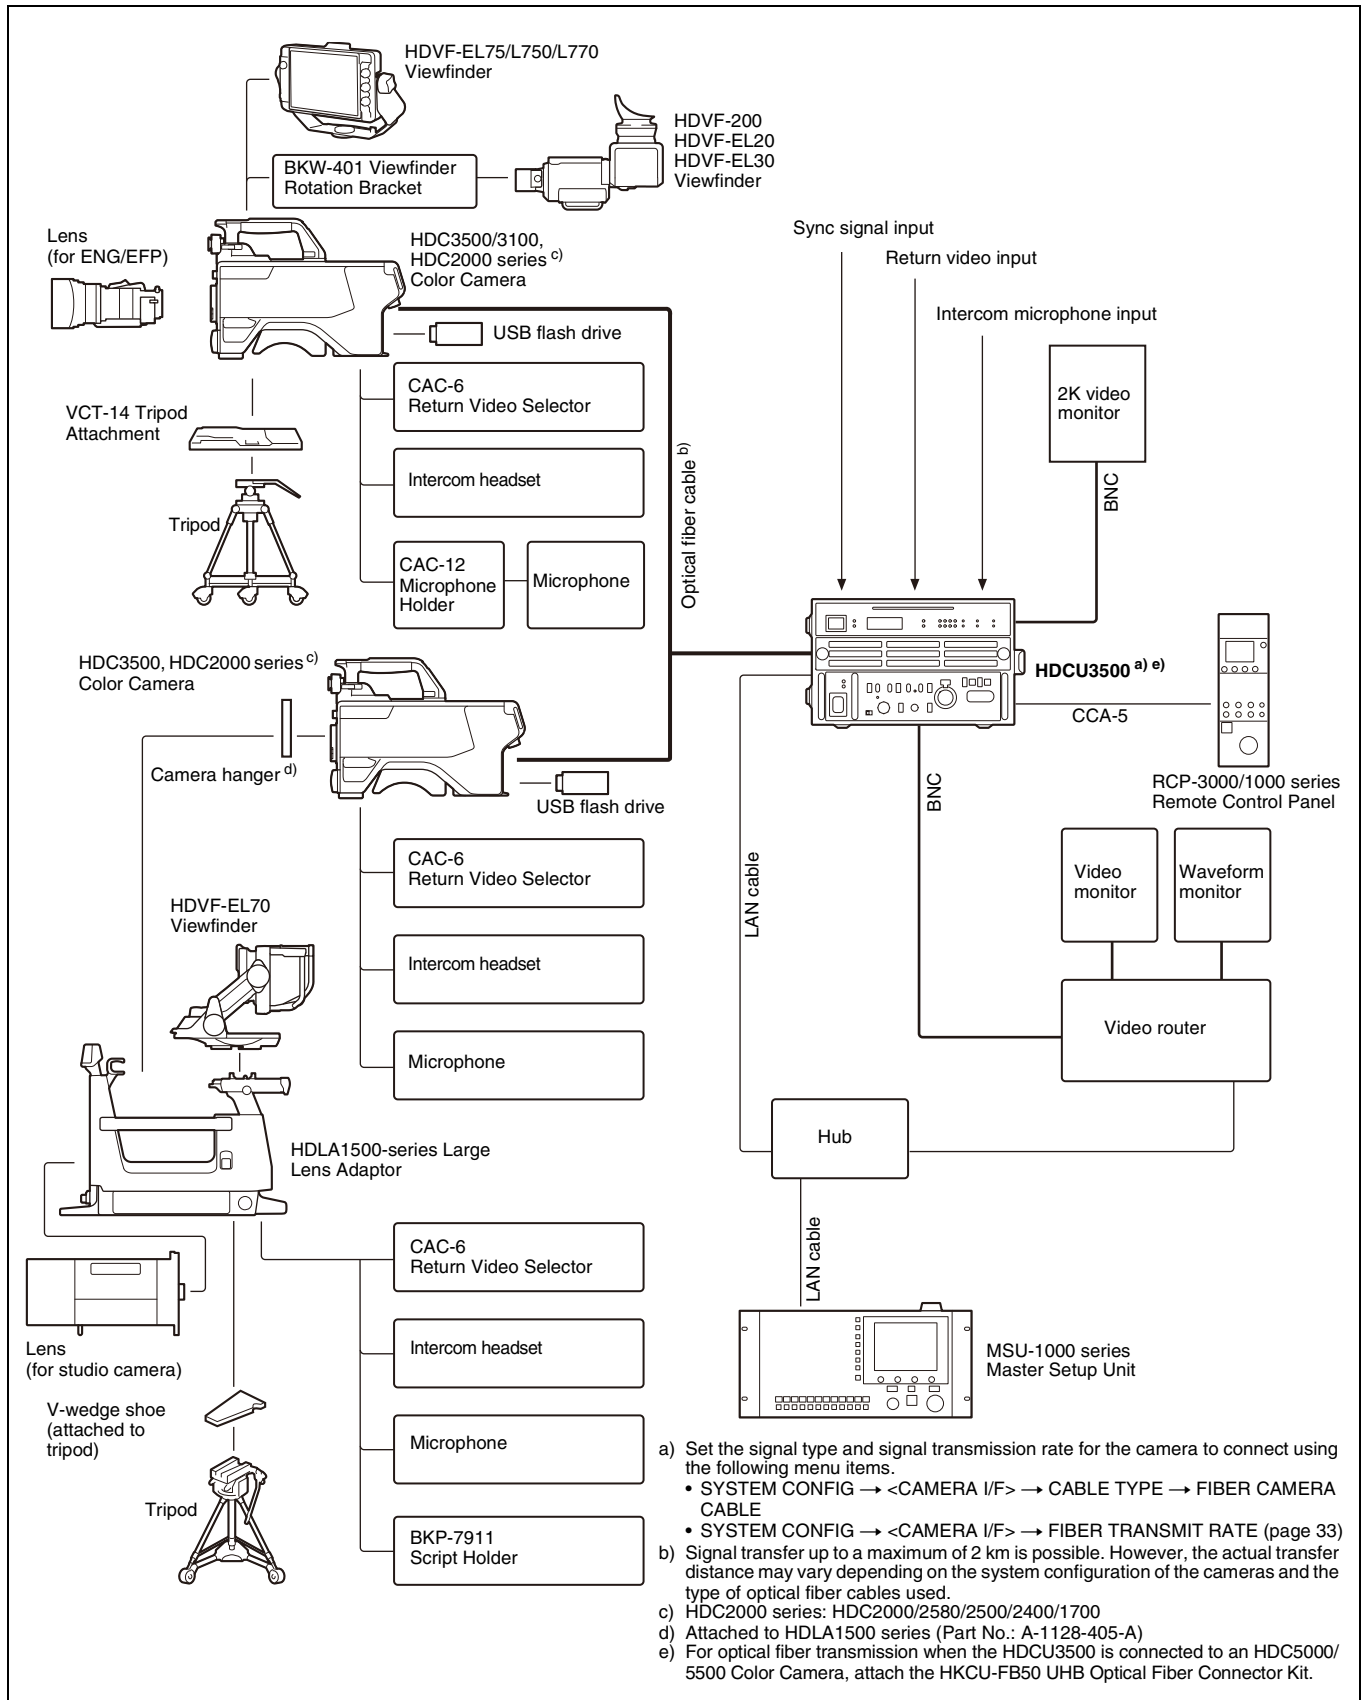 HDVF-EL75/L750/L770
Viewfinder
HDVF-200
HDVF-EL20
HDVF-EL30
Viewfinder
BKW-401 Viewfinder
Rotation Bracket
Lens
(for ENG/EFP)
HDC3500/3100,
HDC2000 series c)
Color Camera
USB flash drive
CAC-6
Return Video Selector
VCT-14 Tripod
Attachment
Intercom headset
Tripod
CAC-12
Microphone
Holder
Microphone
Optical fiber cable b)
Sync signal input
Return video input
Intercom microphone input
2K video
monitor
BNC
HDCU3500 a) e)
CCA-5
RCP-3000/1000 series
Remote Control Panel
HDC3500, HDC2000 series c)
Color Camera
Camera hanger d)
USB flash drive
BNC
LAN cable
Video
monitor
Waveform
monitor
Video router
Hub
LAN cable
MSU-1000 series
Master Setup Unit
CAC-6
Return Video Selector
HDVF-EL70
Viewfinder
Intercom headset
Microphone
HDLA1500-series Large
Lens Adaptor
CAC-6
Return Video Selector
Lens
(for studio camera)
Intercom headset
V-wedge shoe
(attached to
tripod)
Microphone
Tripod
BKP-7911
Script Holder
a) Set the signal type and signal transmission rate for the camera to connect using
the following menu items.
• SYSTEM CONFIG → <CAMERA I/F> → CABLE TYPE → FIBER CAMERA
CABLE
• SYSTEM CONFIG → <CAMERA I/F> → FIBER TRANSMIT RATE (page 33)
b) Signal transfer up to a maximum of 2 km is possible. However, the actual transfer
distance may vary depending on the system configuration of the cameras and the
type of optical fiber cables used.
c) HDC2000 series: HDC2000/2580/2500/2400/1700
d) Attached to HDLA1500 series (Part No.: A-1128-405-A)
e) For optical fiber transmission when the HDCU3500 is connected to an HDC5000/
5500 Color Camera, attach the HKCU-FB50 UHB Optical Fiber Connector Kit.